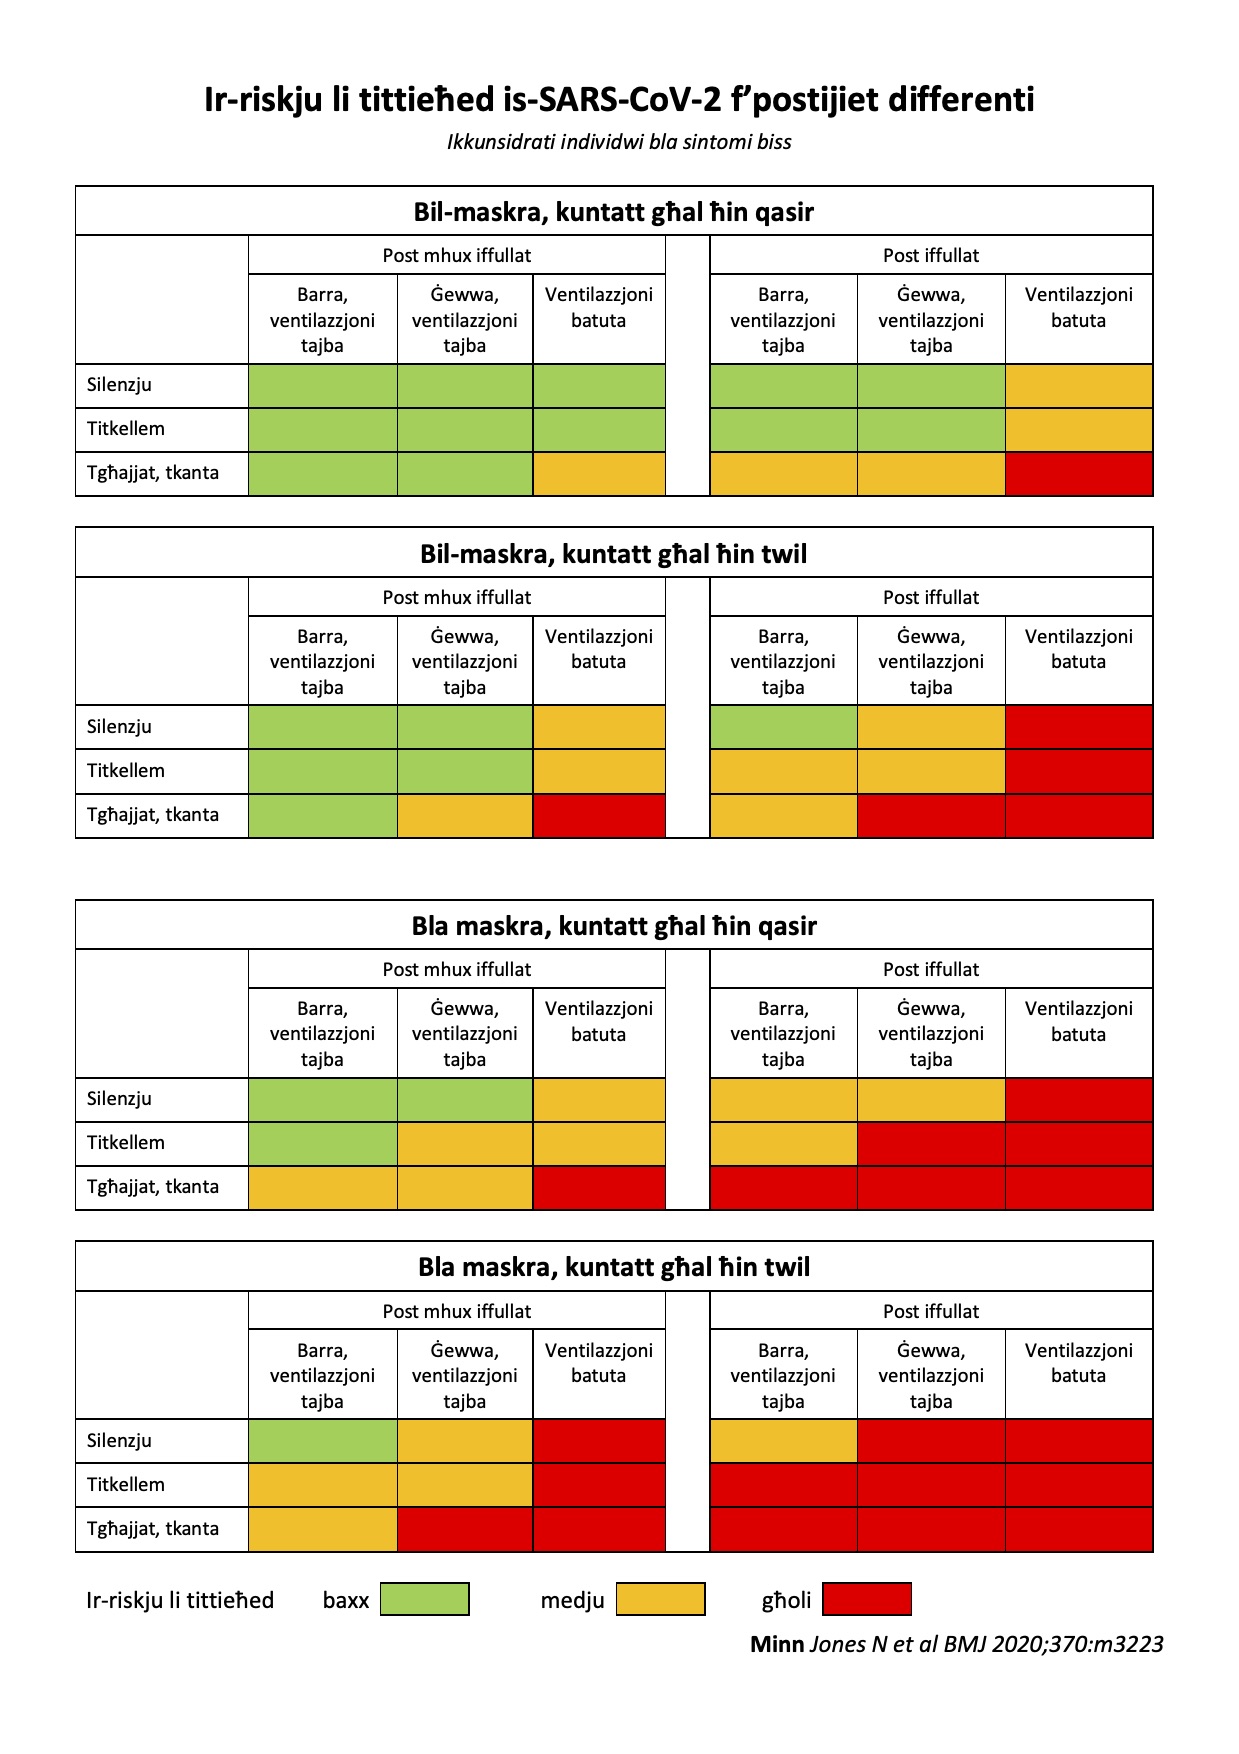 Ir-riskju li tittieħed is-SARS-CoV-2 f’postijiet differenti
Ikkunsidrati individwi bla sintomi biss
Bil-maskra, kuntatt għal ħin qasir
Post mhux iffullat
Post iffullat
Barra,
ventilazzjoni
tajba
Ġewwa,
ventilazzjoni
tajba
Ventilazzjoni
batuta
Barra,
ventilazzjoni
tajba
Ġewwa,
ventilazzjoni
tajba
Ventilazzjoni
batuta
Silenzju
Titkellem
Tgħajjat, tkanta
Bil-maskra, kuntatt għal ħin twil
Post mhux iffullat
Post iffullat
Barra,
ventilazzjoni
tajba
Ġewwa,
ventilazzjoni
tajba
Ventilazzjoni
batuta
Barra,
ventilazzjoni
tajba
Ġewwa,
ventilazzjoni
tajba
Ventilazzjoni
batuta
Silenzju
Titkellem
Tgħajjat, tkanta
Bla maskra, kuntatt għal ħin qasir
Post mhux iffullat
Post iffullat
Barra,
ventilazzjoni
tajba
Ġewwa,
ventilazzjoni
tajba
Ventilazzjoni
batuta
Barra,
ventilazzjoni
tajba
Ġewwa,
ventilazzjoni
tajba
Ventilazzjoni
batuta
Silenzju
Titkellem
Tgħajjat, tkanta
Bla maskra, kuntatt għal ħin twil
Post mhux iffullat
Post iffullat
Barra,
ventilazzjoni
tajba
Ġewwa,
ventilazzjoni
tajba
Ventilazzjoni
batuta
Barra,
ventilazzjoni
tajba
Ġewwa,
ventilazzjoni
tajba
Ventilazzjoni
batuta
Silenzju
Titkellem
Tgħajjat, tkanta
Ir-riskju li tittieħed baxx medju għoli
Minn Jones N et al BMJ 2020;370:m3223